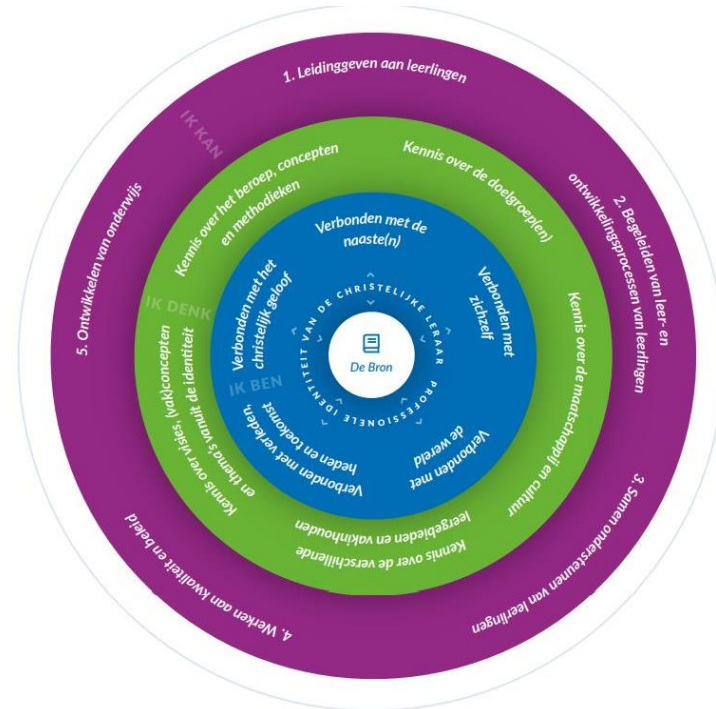 1. Leidinggeven aan leerlingen
2. Begeleiden van leer- en
ontwikkelingsprocessen van leerlingen
3. Samen ondersteunen van leerlingen
4. Werken aan kwaliteit en beleid
5. Ontwikkelen van onderwijs
IK KAN
Kennis over het beroep, concepten
en methodieken
Kennis over de doelgroep(en)
Kennis over de maatschappij en cultuur
Kennis over de verschillende
leergebieden en vakinhouden
Kennis over visies, (vak)concepten
en thema's vanuit de identiteit
IK DENK
Verbonden met de
naaste(n)
Verbonden met
zichzelf
Verbonden met
de wereld
Verbonden met verleden,
heden en toekomst
Verbonden met het
christelijk geloof
IK BEN
PROFESSIONELE IDENTITEIT VAN DE CHRISTELIJKE LERAAR
De Bron